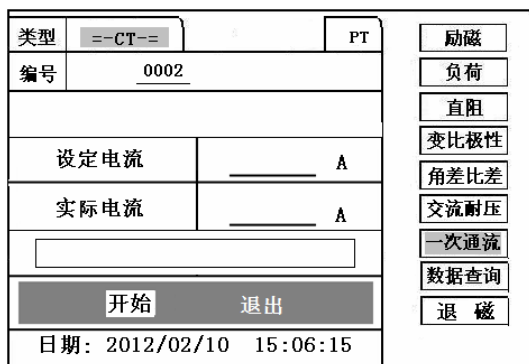 类型 =-CT-= PT
编号 0002
设定电流 A
实际电流 A
开始 退出
日期: 2012/02/10 15:06:15
励磁
负荷
直阻
变比极性
角差比差
交流耐压
一次通流
数据查询
退 磁